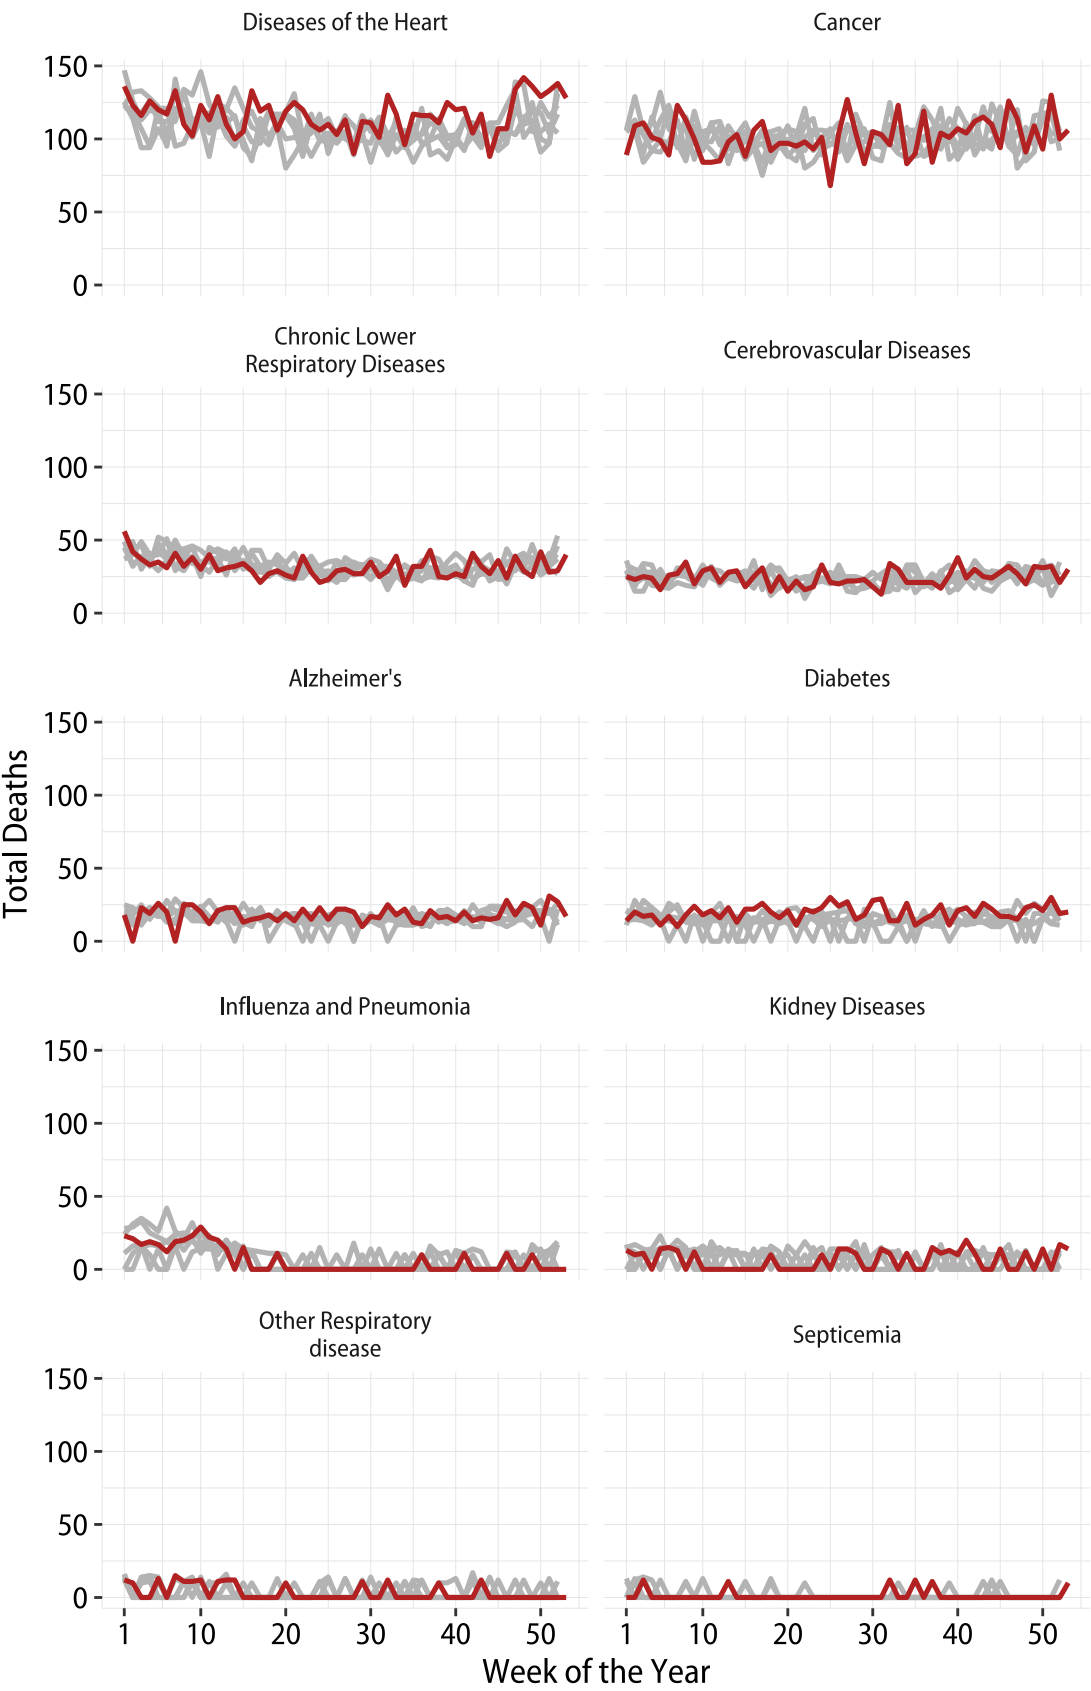 Diseases of the Heart
Cancer
150
100
50
0
Chronic Lower
Respiratory Diseases
Cerebrovascular Diseases
150
100
50
0
Alzheimer's
Diabetes
150
100
50
0
Influenza and Pneumonia
Kidney Diseases
150
100
50
0
Other Respiratory
disease
Septicemia
150
100
50
0
1 10 20 30 40 50
1 10 20 30 40 50
Total Deaths
Week of the Year